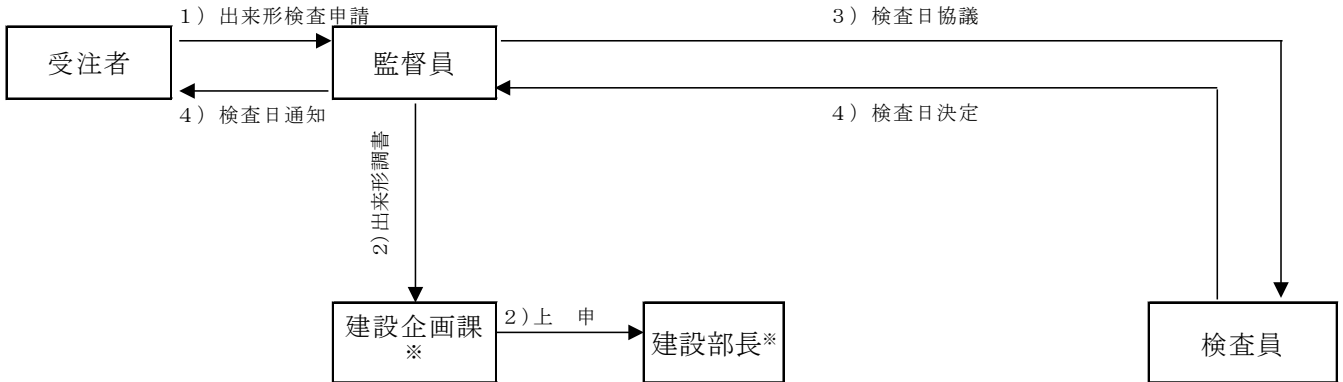 1）出来形検査申請
3）検査日協議
受注者
監督員
4）検査日通知
4）検査日決定
2）出来形調書
建設企画課
※
2）上　申
建設部長※
検査員